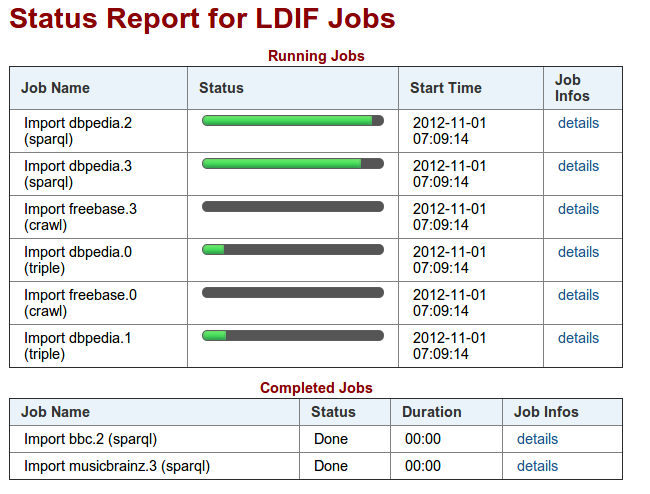 Status Report for LDIF Jobs
Running Jobs
Job Name Status Start Time Job Infos
Import dbpedia.2 (sparql) 2012-11-01 07:09:14 details
Import dbpedia.3 (sparql) 2012-11-01 07:09:14 details
Import freebase.3 (crawl) 2012-11-01 07:09:14 details
Import dbpedia.0 (triple) 2012-11-01 07:09:14 details
Import freebase.0 (crawl) 2012-11-01 07:09:14 details
Import dbpedia.1 (triple) 2012-11-01 07:09:14 details
Completed Jobs
Job Name Status Duration Job Infos
Import bbc.2 (sparql) Done 00:00 details
Import musicbrainz.3 (sparql) Done 00:00 details